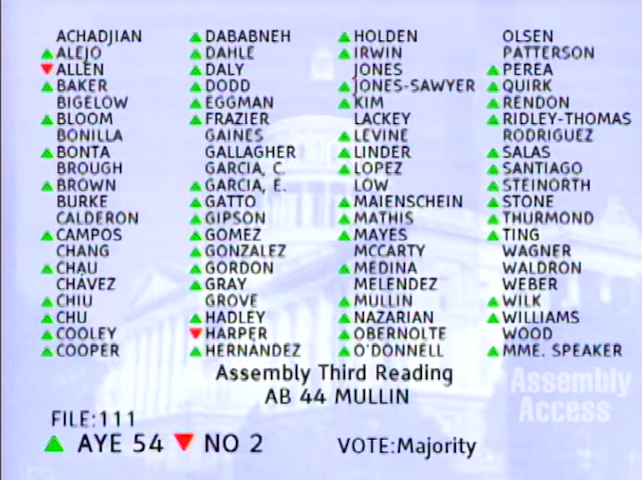 ACHADJIAN DABABNEH HOLDEN OLSEN
ALEJO DAHLE IRWIN PATTERSON
ALLEN DALY JONES PEREA
BAKER DODD JONES-SAWYER QUIRK
BIGELOW EGGMAN KIM RENDON
BLOOM FRAZIER LACKEY RIDLEY-THOMAS
BONILLA GAINES LEVINE RODRIGUEZ
BONTA GALLAGHER LINDER SALAS
BROUGH GARCIA, C. LOPEZ SANTIAGO
BROWN GARCIA, E. LOW STEINORTH
BURKE GATTO MAIENSCHEIN STONE
CALDERON GIPSON MATHIS THURMOND
CAMPOS GOMEZ MAYES TING
CHANG GONZALEZ MCCARTY WAGNER
CHAU GORDON MEDINA WALDRON
CHÁVEZ GRAY MELENDEZ WEBER
CHIU GROVE MULLIN WILK
CHU HADLEY NAZARIAN WILLIAMS
COOLEY HARPER OBERNOLTE WOOD
COOPER HERNANDEZ O'DONNELL MME. SPEAKER
Assembly Third Reading
AB 44 MULLIN
Assembly
Access
FILE:111
AYE 54 NO 2 VOTE:Majority